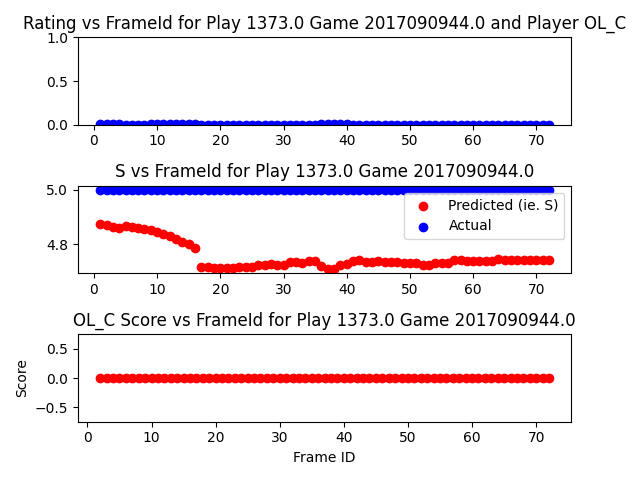 Rating vs FrameId for Play 1373.0 Game 2017090944.0 and Player OL_C
1.0
0.5
0.0
0 10 20 30 40 50 60 70
S vs FrameId for Play 1373.0 Game 2017090944.0
5.0
4.8
Predicted (ie. S)
Actual
0 10 20 30 40 50 60 70
OL_C Score vs FrameId for Play 1373.0 Game 2017090944.0
Score
0.5
0.0
−0.5
0 10 20 30 40 50 60 70
Frame ID